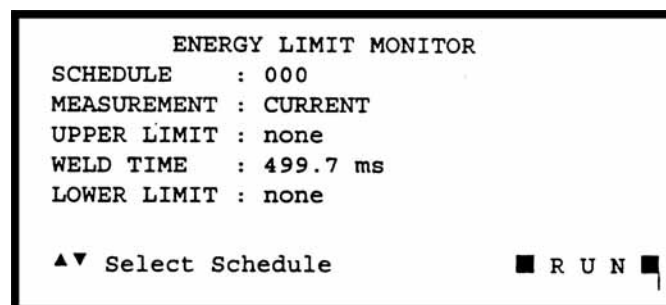 ENERGY LIMIT MONITOR
SCHEDULE : 000
MEASUREMENT : CURRENT
UPPER LIMIT : none
WELD TIME : 499.7 ms
LOWER LIMIT : none
▲▼ Select Schedule ■ R U N ■